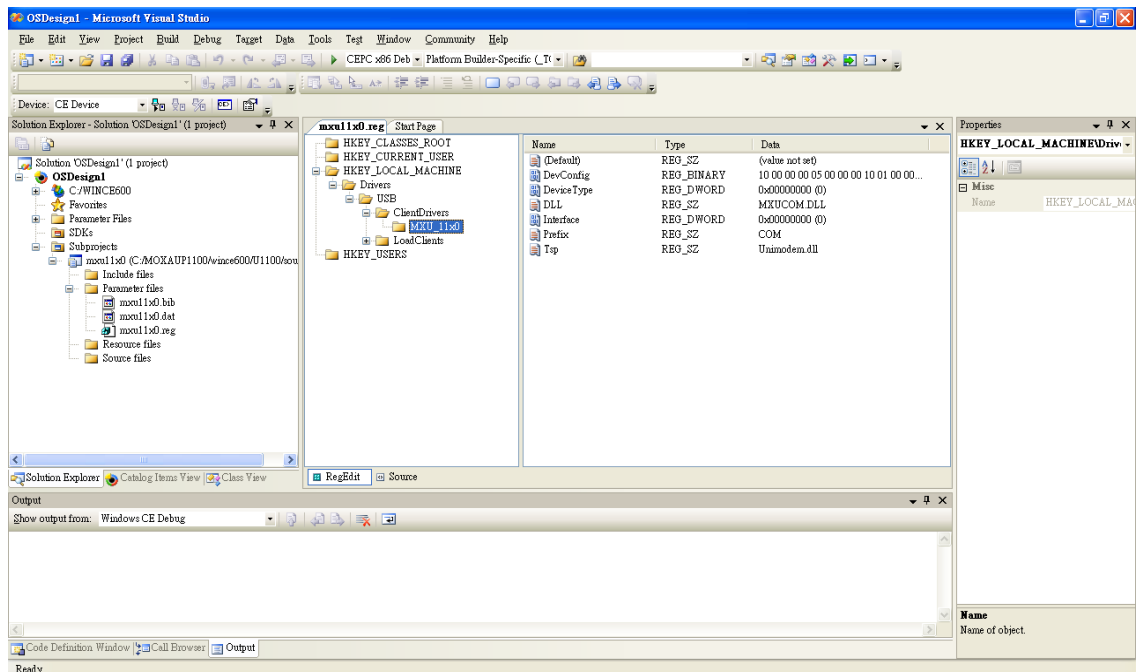 OSDesign1 - Microsoft Visual Studio
File Edit View Project Build Debug Target Data Tools Test Window Community Help
CEPC x86 Deb Platform Builder-Specific (_T(
Device: CE Device
Solution Explorer - Solution 'OSDesign1' (1 project)
Solution 'OSDesign1' (1 project)
OSDesign1
C:/WINCE600
Favorites
Parameter Files
SDKs
Subprojects
mxu11x0 (C:/MOXAUP1100/wince600/U1100/sou
Include files
Parameter files
mxu11x0.bib
mxu11x0.dat
mxu11x0.reg
Resource files
Source files
Solution Explorer Catalog Items View Class View
mxu11x0.reg Start Page
HKEY_CLASSES_ROOT
HKEY_CURRENT_USER
HKEY_LOCAL_MACHINE
Drivers
USB
ClientDrivers
MXU_11x0
LoadClients
HKEY_USERS
Name Type Data
(Default) REG_SZ (value not set)
DevConfig REG_BINARY 10 00 00 00 05 00 00 00 10 01 00 00...
DeviceType REG_DWORD 0x00000000 (0)
DLL REG_SZ MXUCOM.DLL
Interface REG_DWORD 0x00000000 (0)
Prefix REG_SZ COM
Tsp REG_SZ Unimodem.dll
RegEdit Source
Properties
HKEY_LOCAL_MACHINE\Driv
Misc
Name HKEY_LOCAL_MA
Name
Name of object.
Output
Show output from: Windows CE Debug
Code Definition Window Call Browser Output
Ready